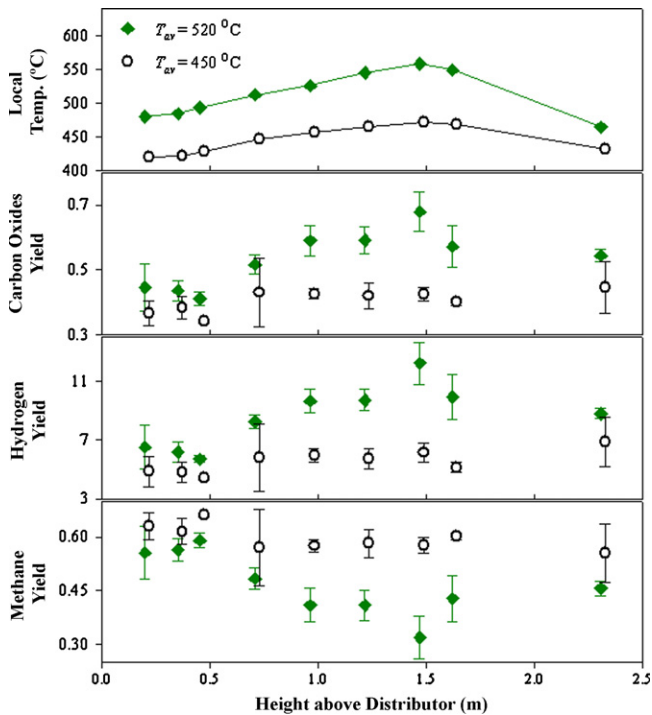 600
550
500
450
400
Local
Temp. (°C)
T_av = 520 °C
T_av = 450 °C
0.7
0.5
0.3
Carbon Oxides
Yield
11
7
3
Hydrogen
Yield
0.60
0.45
0.30
Methane
Yield
0.0 0.5 1.0 1.5 2.0 2.5
Height above Distributor (m)